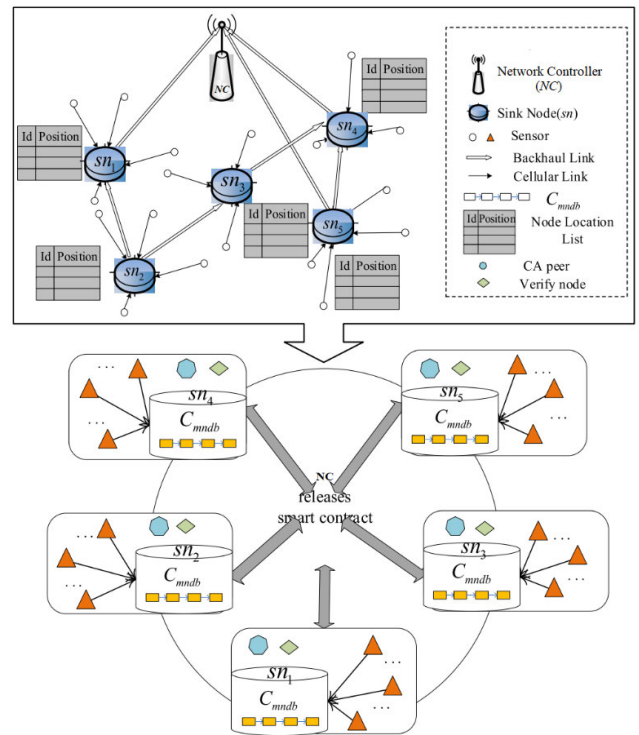 NC
Id Position
sn4
Id Position
sn1
sn3
Id Position
sn5
Id Position
sn2
Id Position
Network Controller
(NC)
Sink Node(sn)
Sensor
Backhaul Link
Cellular Link
Cmndb
Id Position
Node Location
List
CA peer
Verify node
...
sn4
Cmndb
...
...
sn5
Cmndb
...
NC
releases
smart contract
...
sn2
Cmndb
...
sn3
Cmndb
...
...
sn1
Cmndb
...
...